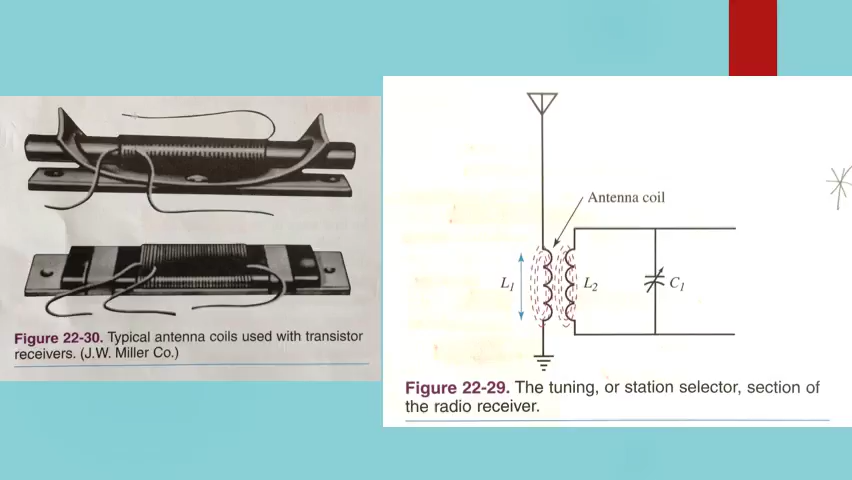 Figure 22-30. Typical antenna coils used with transistor
receivers. (J.W. Miller Co.)
Antenna coil
L1
L2
C1
Figure 22-29. The tuning, or station selector, section of
the radio receiver.